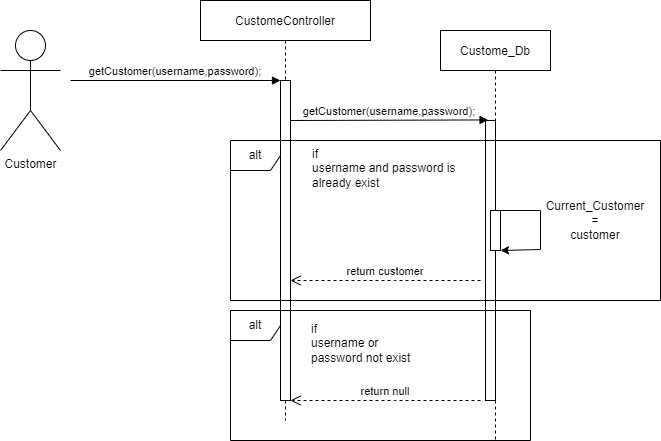 CustomeController
Custome_Db
getCustomer(username,password);
Customer
getCustomer(username,password);
alt
if
username and password is
already exist
Current_Customer
=
customer
return customer
alt
if
username or
password not exist
return null